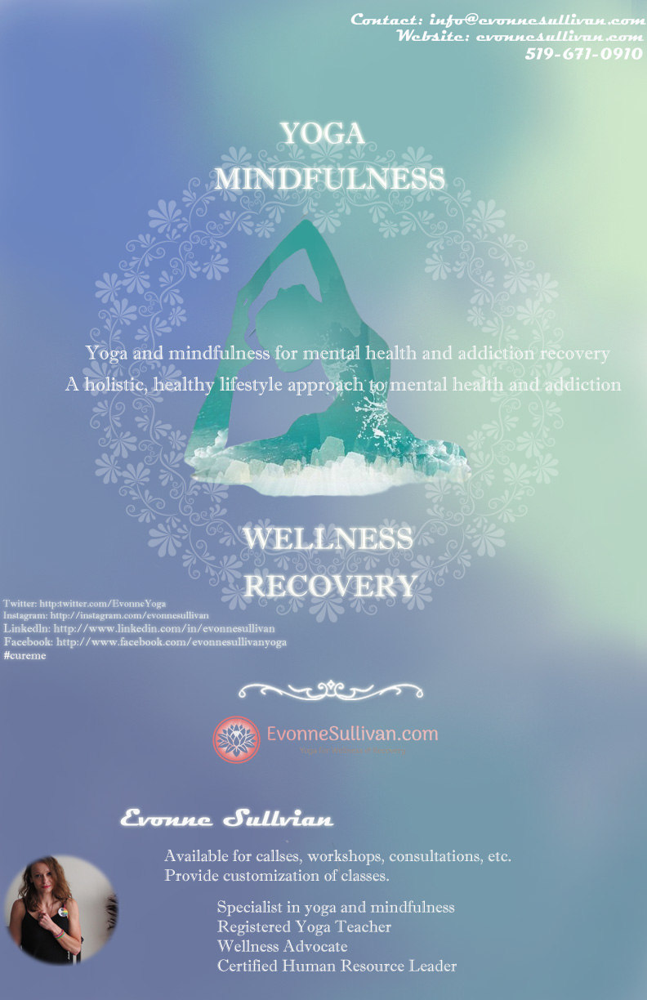 Contact: info@evonnesullivan.com
Website: evonnesullivan.com
519-671-0910
YOGA
MINDFULNESS
Yoga and mindfulness for mental health and addiction recovery
A holistic, healthy lifestyle approach to mental health and addiction
WELLNESS
RECOVERY
Twitter: http:twitter.com/EvonneYoga
Instagram: http://instagram.com/evonnesullivan
LinkedIn: http://www.linkedin.com/in/evonnesullivan
Facebook: http://www.facebook.com/evonnesullivanyoga
#cureme
EvonneSullivan.com
Evonne Sullvian
Available for callses, workshops, consultations, etc.
Provide customization of classes.
Specialist in yoga and mindfulness
Registered Yoga Teacher
Wellness Advocate
Certified Human Resource Leader